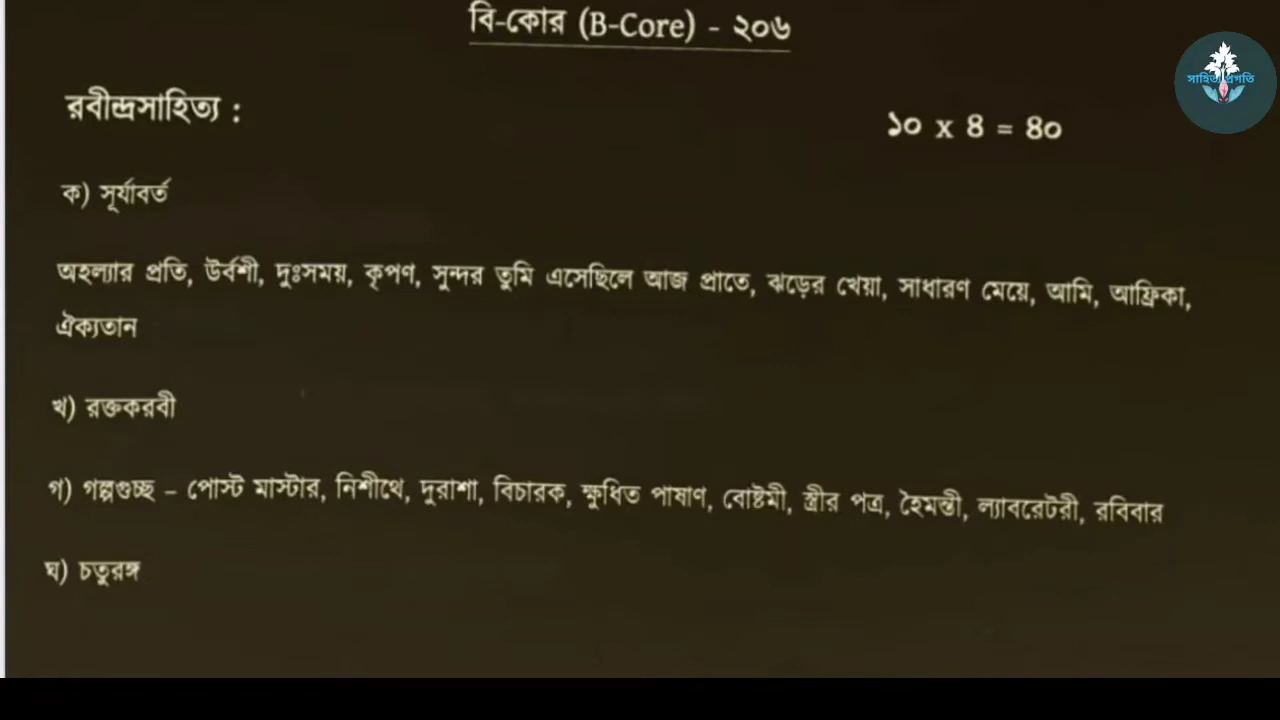 বি-কোর (B-Core) - ২০৬
রবীন্দ্রসাহিত্য :
১০ x ৪ = ৪০
ক) সূর্যাবর্ত
অহল্যার প্রতি, উর্বশী, দুঃসময়, কৃপণ, সুন্দর তুমি এসেছিলে আজ প্রাতে, ঝড়ের খেয়া, সাধারণ মেয়ে, আমি, আফ্রিকা,
ঐক্যতান
খ) রক্তকরবী
গ) গল্পগুচ্ছ – পোস্ট মাস্টার, নিশীথে, দুরাশা, বিচারক, ক্ষুধিত পাষাণ, বোষ্টমী, স্ত্রীর পত্র, হৈমন্তী, ল্যাবরেটরী, রবিবার
ঘ) চতুরঙ্গ
সাহিত্য প্রগতি